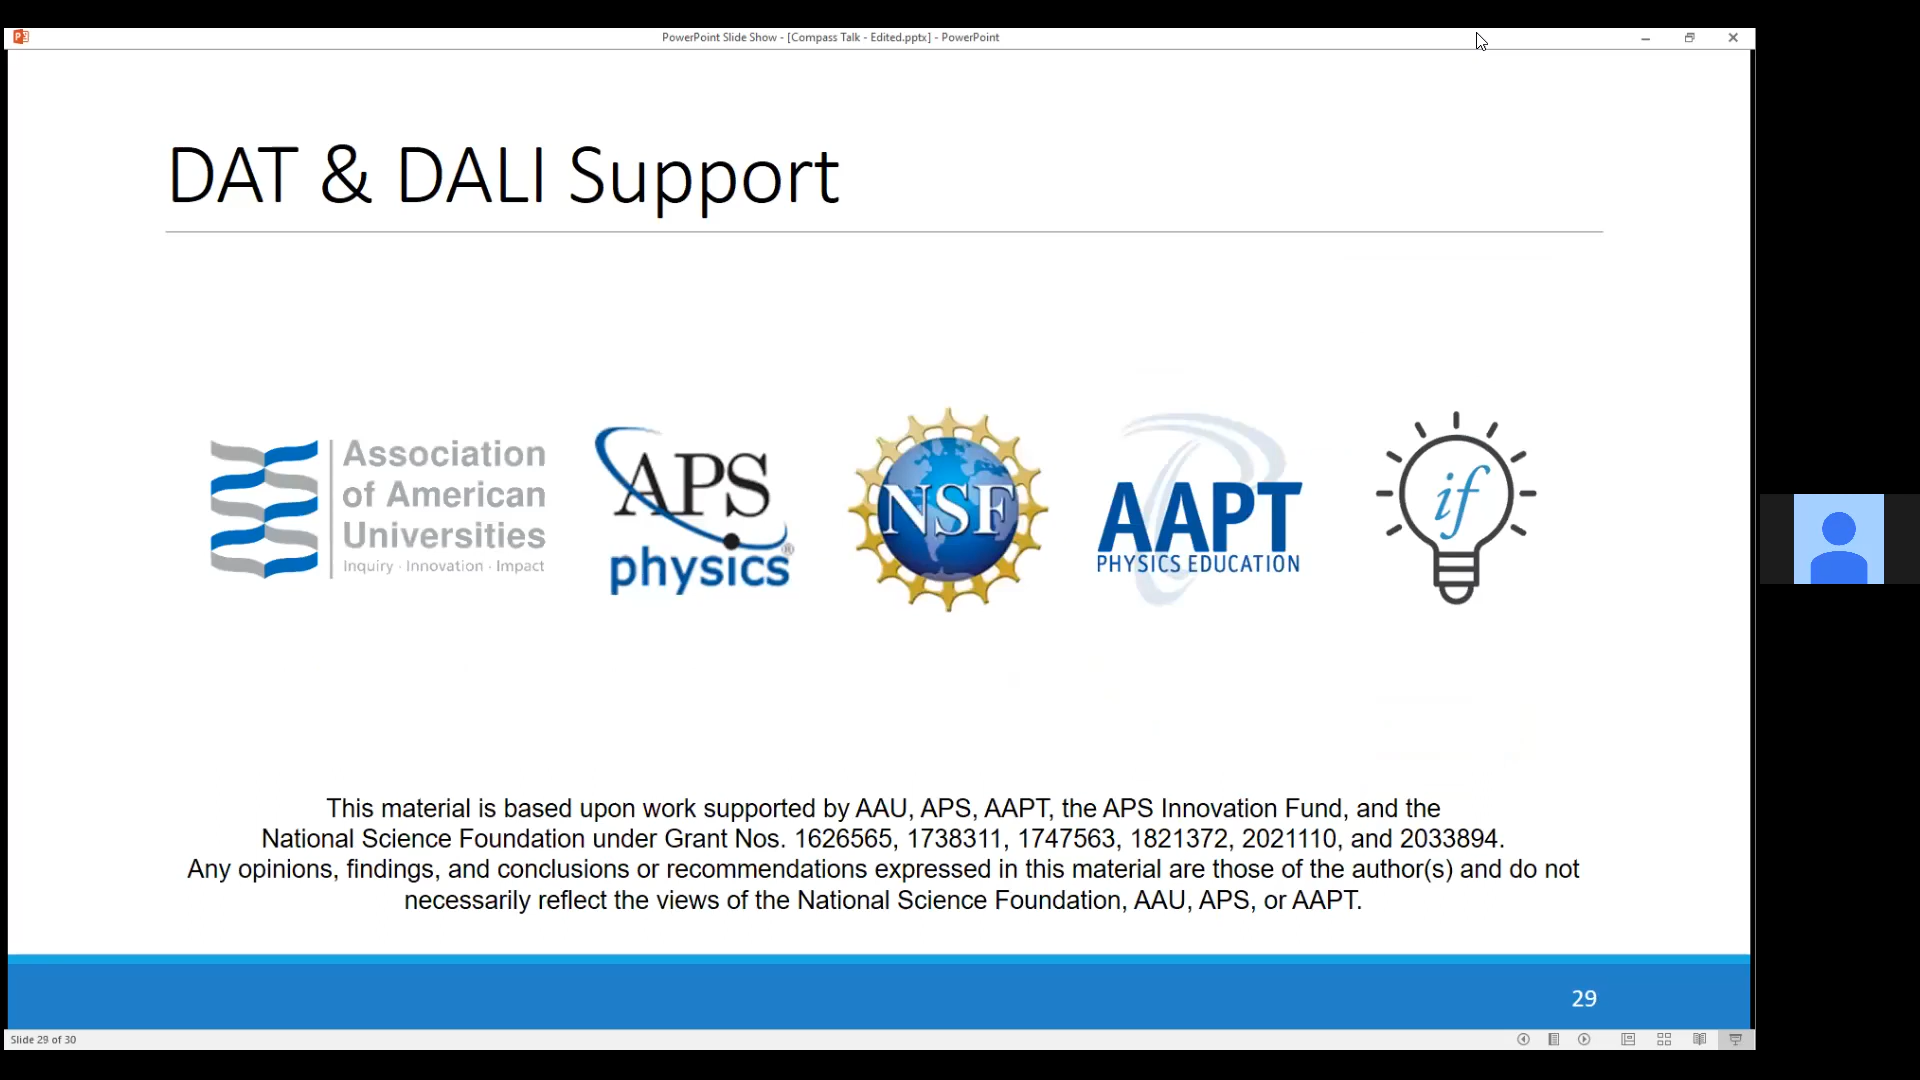 PowerPoint Slide Show - [Compass Talk - Edited.pptx] - PowerPoint
DAT & DALI Support
Association
of American
Universities
Inquiry · Innovation · Impact
APS
physics®
NSF
AAPT
PHYSICS EDUCATION
if
This material is based upon work supported by AAU, APS, AAPT, the APS Innovation Fund, and the
National Science Foundation under Grant Nos. 1626565, 1738311, 1747563, 1821372, 2021110, and 2033894.
Any opinions, findings, and conclusions or recommendations expressed in this material are those of the author(s) and do not
necessarily reflect the views of the National Science Foundation, AAU, APS, or AAPT.
29
Slide 29 of 30